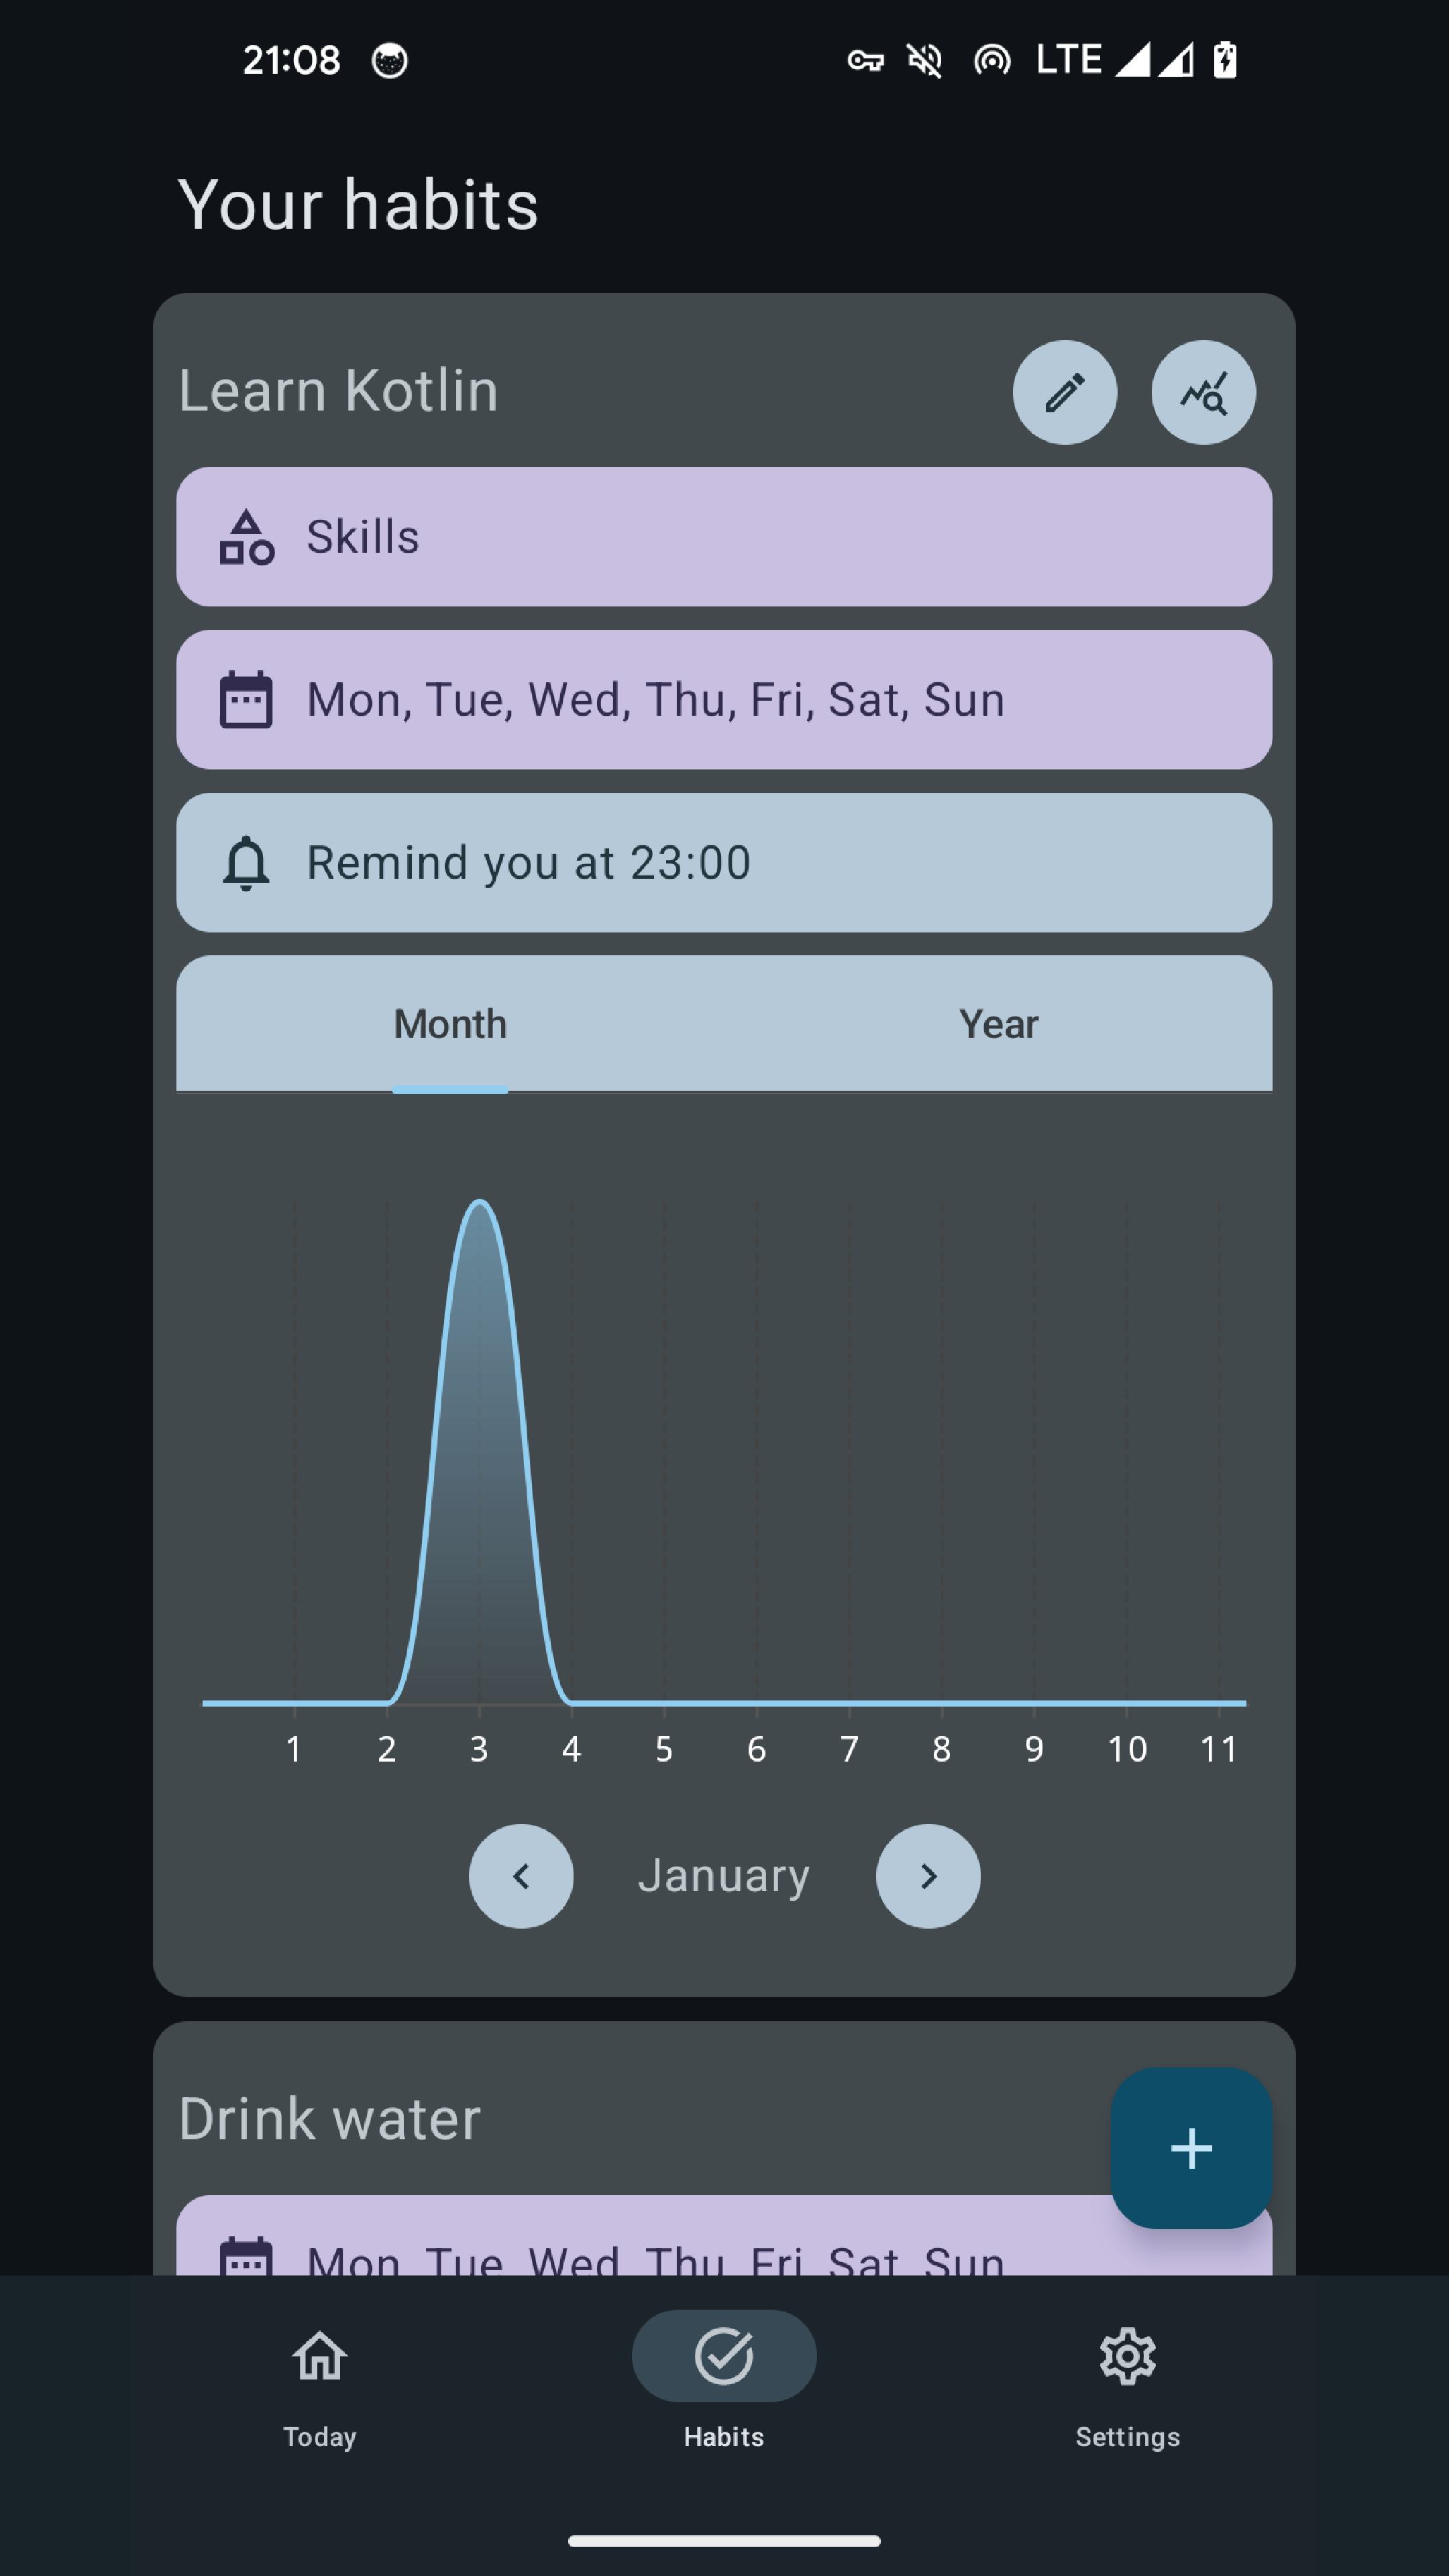 21:08 LTE
Your habits
Learn Kotlin
Skills
Mon, Tue, Wed, Thu, Fri, Sat, Sun
Remind you at 23:00
Month Year
1 2 3 4 5 6 7 8 9 10 11
January
Drink water
Mon, Tue, Wed, Thu, Fri, Sat, Sun
Today Habits Settings